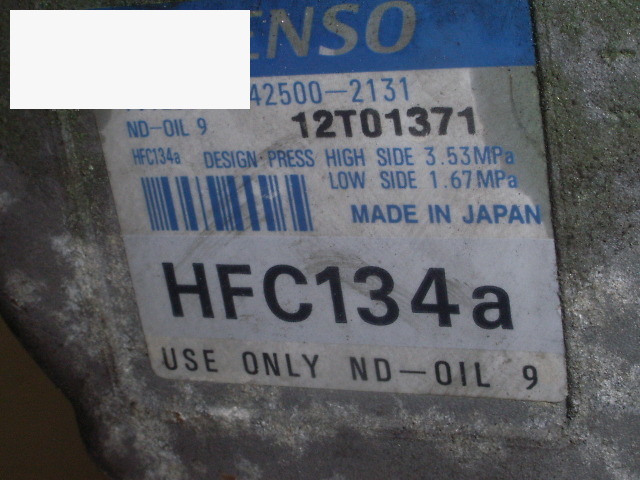 ENSO
42500-2131
ND-OIL 9 12T01371
HFC134a DESIGN PRESS HIGH SIDE 3.53MPa
LOW SIDE 1.67MPa
MADE IN JAPAN
HFC134a
USE ONLY ND-OIL 9